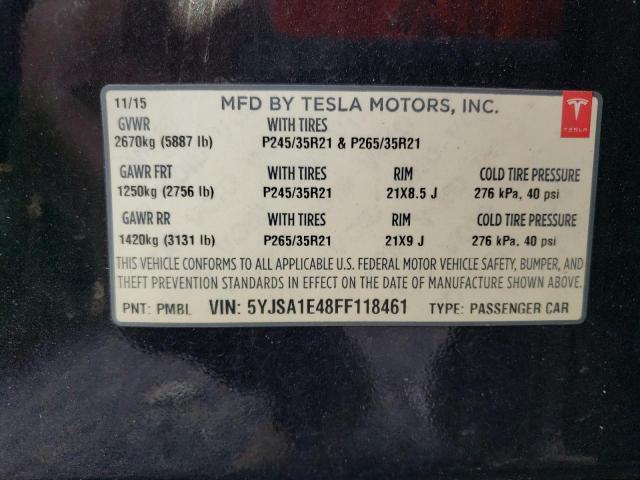 11/15 MFD BY TESLA MOTORS, INC.
TESLA
GVWR WITH TIRES
2670kg (5887 lb) P245/35R21 & P265/35R21
GAWR FRT WITH TIRES RIM COLD TIRE PRESSURE
1250kg (2756 lb) P245/35R21 21X8.5 J 276 kPa, 40 psi
GAWR RR WITH TIRES RIM COLD TIRE PRESSURE
1420kg (3131 lb) P265/35R21 21X9 J 276 kPa, 40 psi
THIS VEHICLE CONFORMS TO ALL APPLICABLE U.S. FEDERAL MOTOR VEHICLE SAFETY, BUMPER, AND
THEFT PREVENTION STANDARDS IN EFFECT ON THE DATE OF MANUFACTURE SHOWN ABOVE.
PNT: PMBL VIN: 5YJSA1E48FF118461 TYPE: PASSENGER CAR